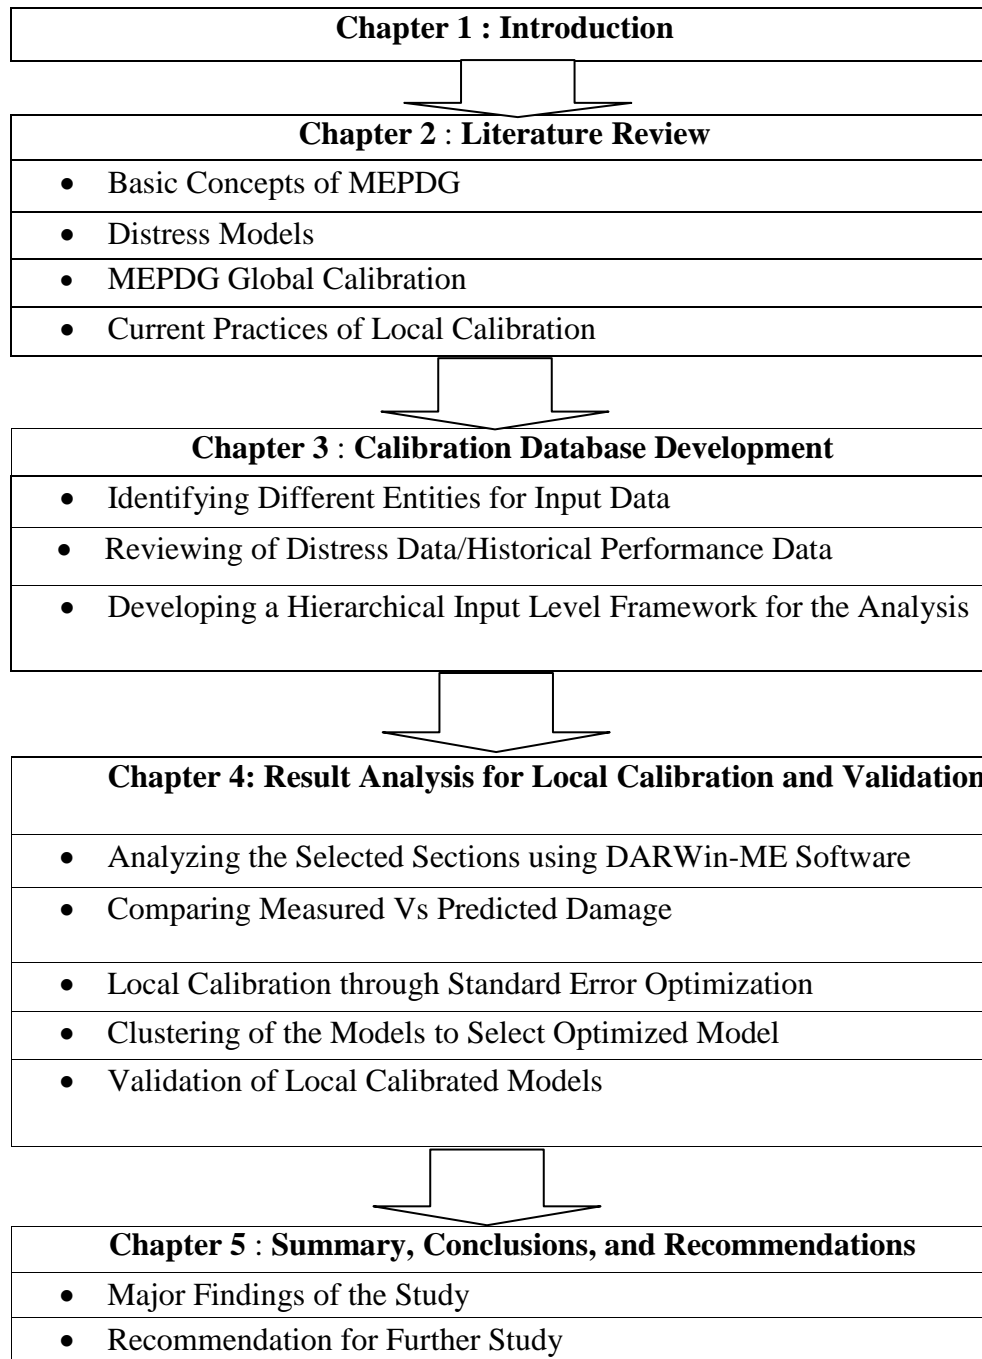 Chapter 1 : Introduction
Chapter 2 : Literature Review
• Basic Concepts of MEPDG
• Distress Models
• MEPDG Global Calibration
• Current Practices of Local Calibration
Chapter 3 : Calibration Database Development
• Identifying Different Entities for Input Data
• Reviewing of Distress Data/Historical Performance Data
• Developing a Hierarchical Input Level Framework for the Analysis
Chapter 4: Result Analysis for Local Calibration and Validation
• Analyzing the Selected Sections using DARWin-ME Software
• Comparing Measured Vs Predicted Damage
• Local Calibration through Standard Error Optimization
• Clustering of the Models to Select Optimized Model
• Validation of Local Calibrated Models
Chapter 5 : Summary, Conclusions, and Recommendations
• Major Findings of the Study
• Recommendation for Further Study